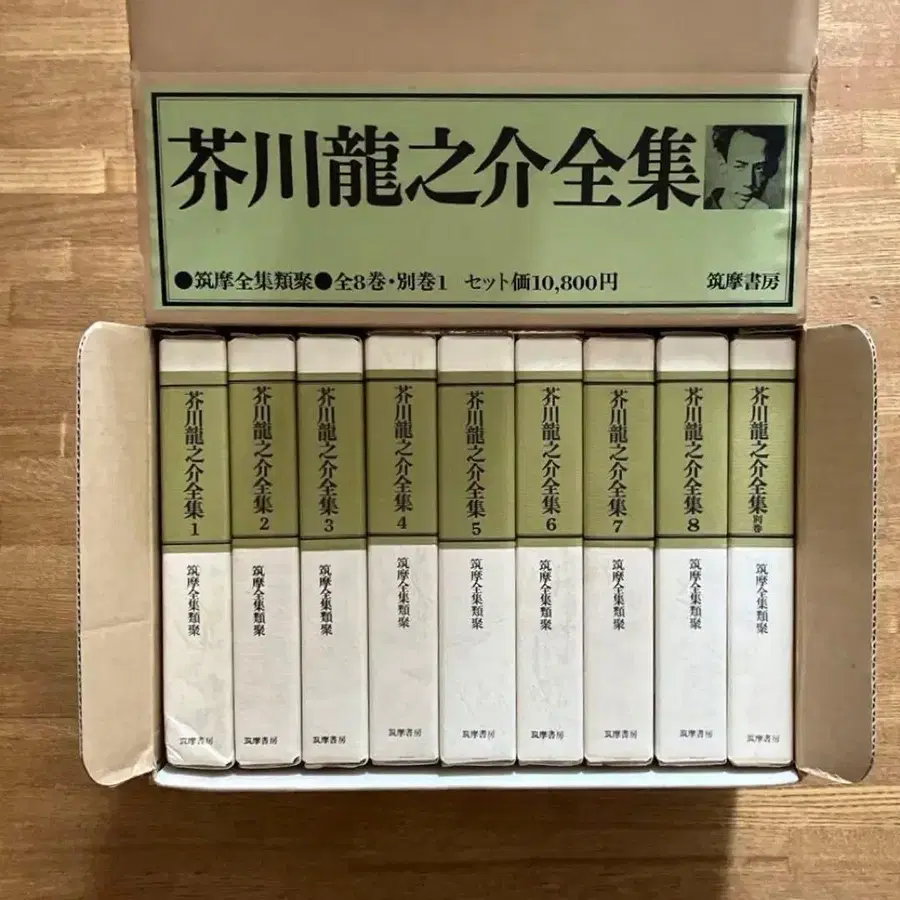 芥川龍之介全集
●筑摩全集類聚●全8巻・別巻1 セット価10,800円 筑摩書房
芥川龍之介全集1
筑摩全集類聚
筑摩書房
芥川龍之介全集2
筑摩全集類聚
筑摩書房
芥川龍之介全集3
筑摩全集類聚
筑摩書房
芥川龍之介全集4
筑摩全集類聚
筑摩書房
芥川龍之介全集5
筑摩全集類聚
筑摩書房
芥川龍之介全集6
筑摩全集類聚
筑摩書房
芥川龍之介全集7
筑摩全集類聚
筑摩書房
芥川龍之介全集8
筑摩全集類聚
筑摩書房
芥川龍之介全集別巻
筑摩全集類聚
筑摩書房